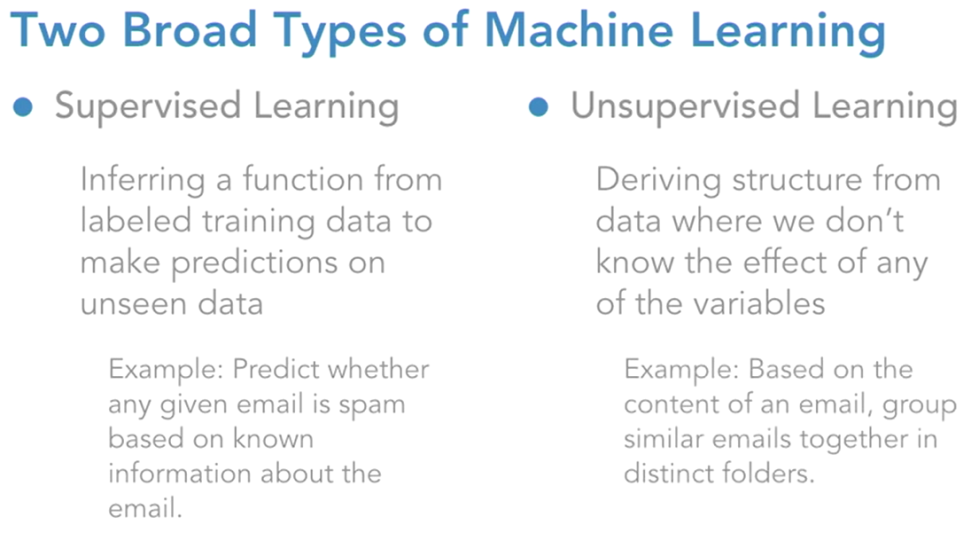 Two Broad Types of Machine Learning
Supervised Learning
Inferring a function from
labeled training data to
make predictions on
unseen data
Example: Predict whether
any given email is spam
based on known
information about the
email.
Unsupervised Learning
Deriving structure from
data where we don't
know the effect of any
of the variables
Example: Based on the
content of an email, group
similar emails together in
distinct folders.